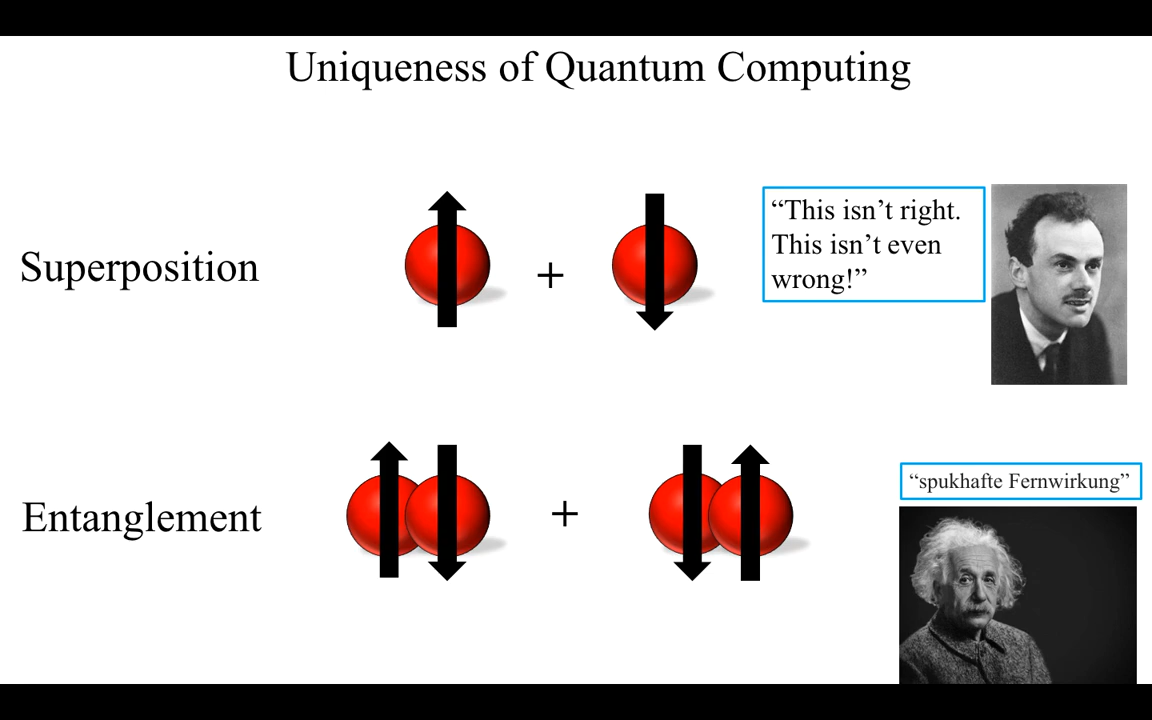 Uniqueness of Quantum Computing
Superposition
+
“This isn’t right.
This isn’t even
wrong!”
Entanglement
+
“spukhafte Fernwirkung”